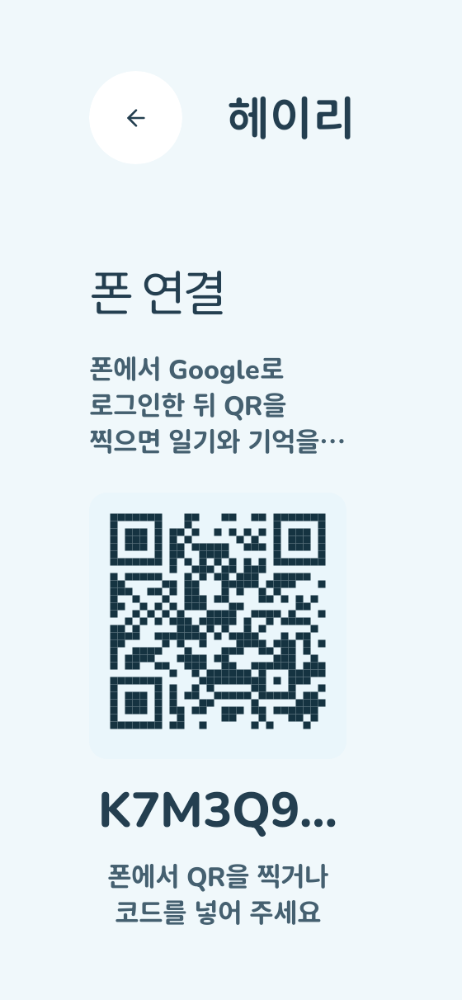 헤이리
폰 연결
폰에서 Google로
로그인한 뒤 QR을
찍으면 일기와 기억을…
K7M3Q9...
폰에서 QR을 찍거나
코드를 넣어 주세요